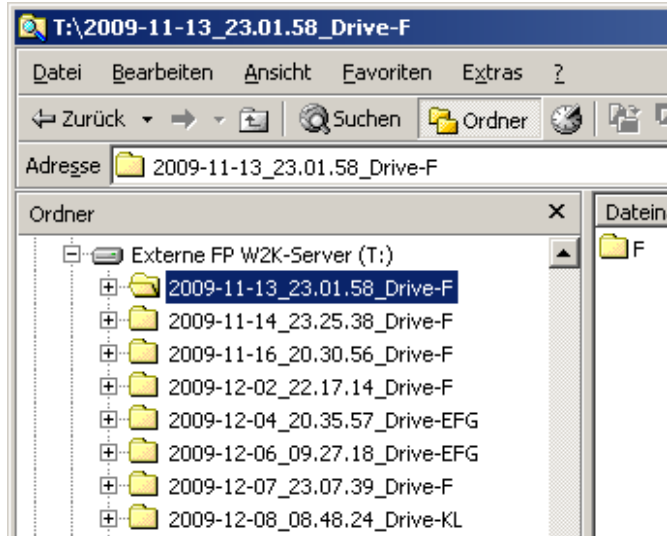 T:\2009-11-13_23.01.58_Drive-F
Datei Bearbeiten Ansicht Favoriten Extras ?
Zurück Suchen Ordner
Adresse 2009-11-13_23.01.58_Drive-F
Ordner x
Externe FP W2K-Server (T:)
2009-11-13_23.01.58_Drive-F
2009-11-14_23.25.38_Drive-F
2009-11-16_20.30.56_Drive-F
2009-12-02_22.17.14_Drive-F
2009-12-04_20.35.57_Drive-EFG
2009-12-06_09.27.18_Drive-EFG
2009-12-07_23.07.39_Drive-F
2009-12-08_08.48.24_Drive-KL
Datein
F